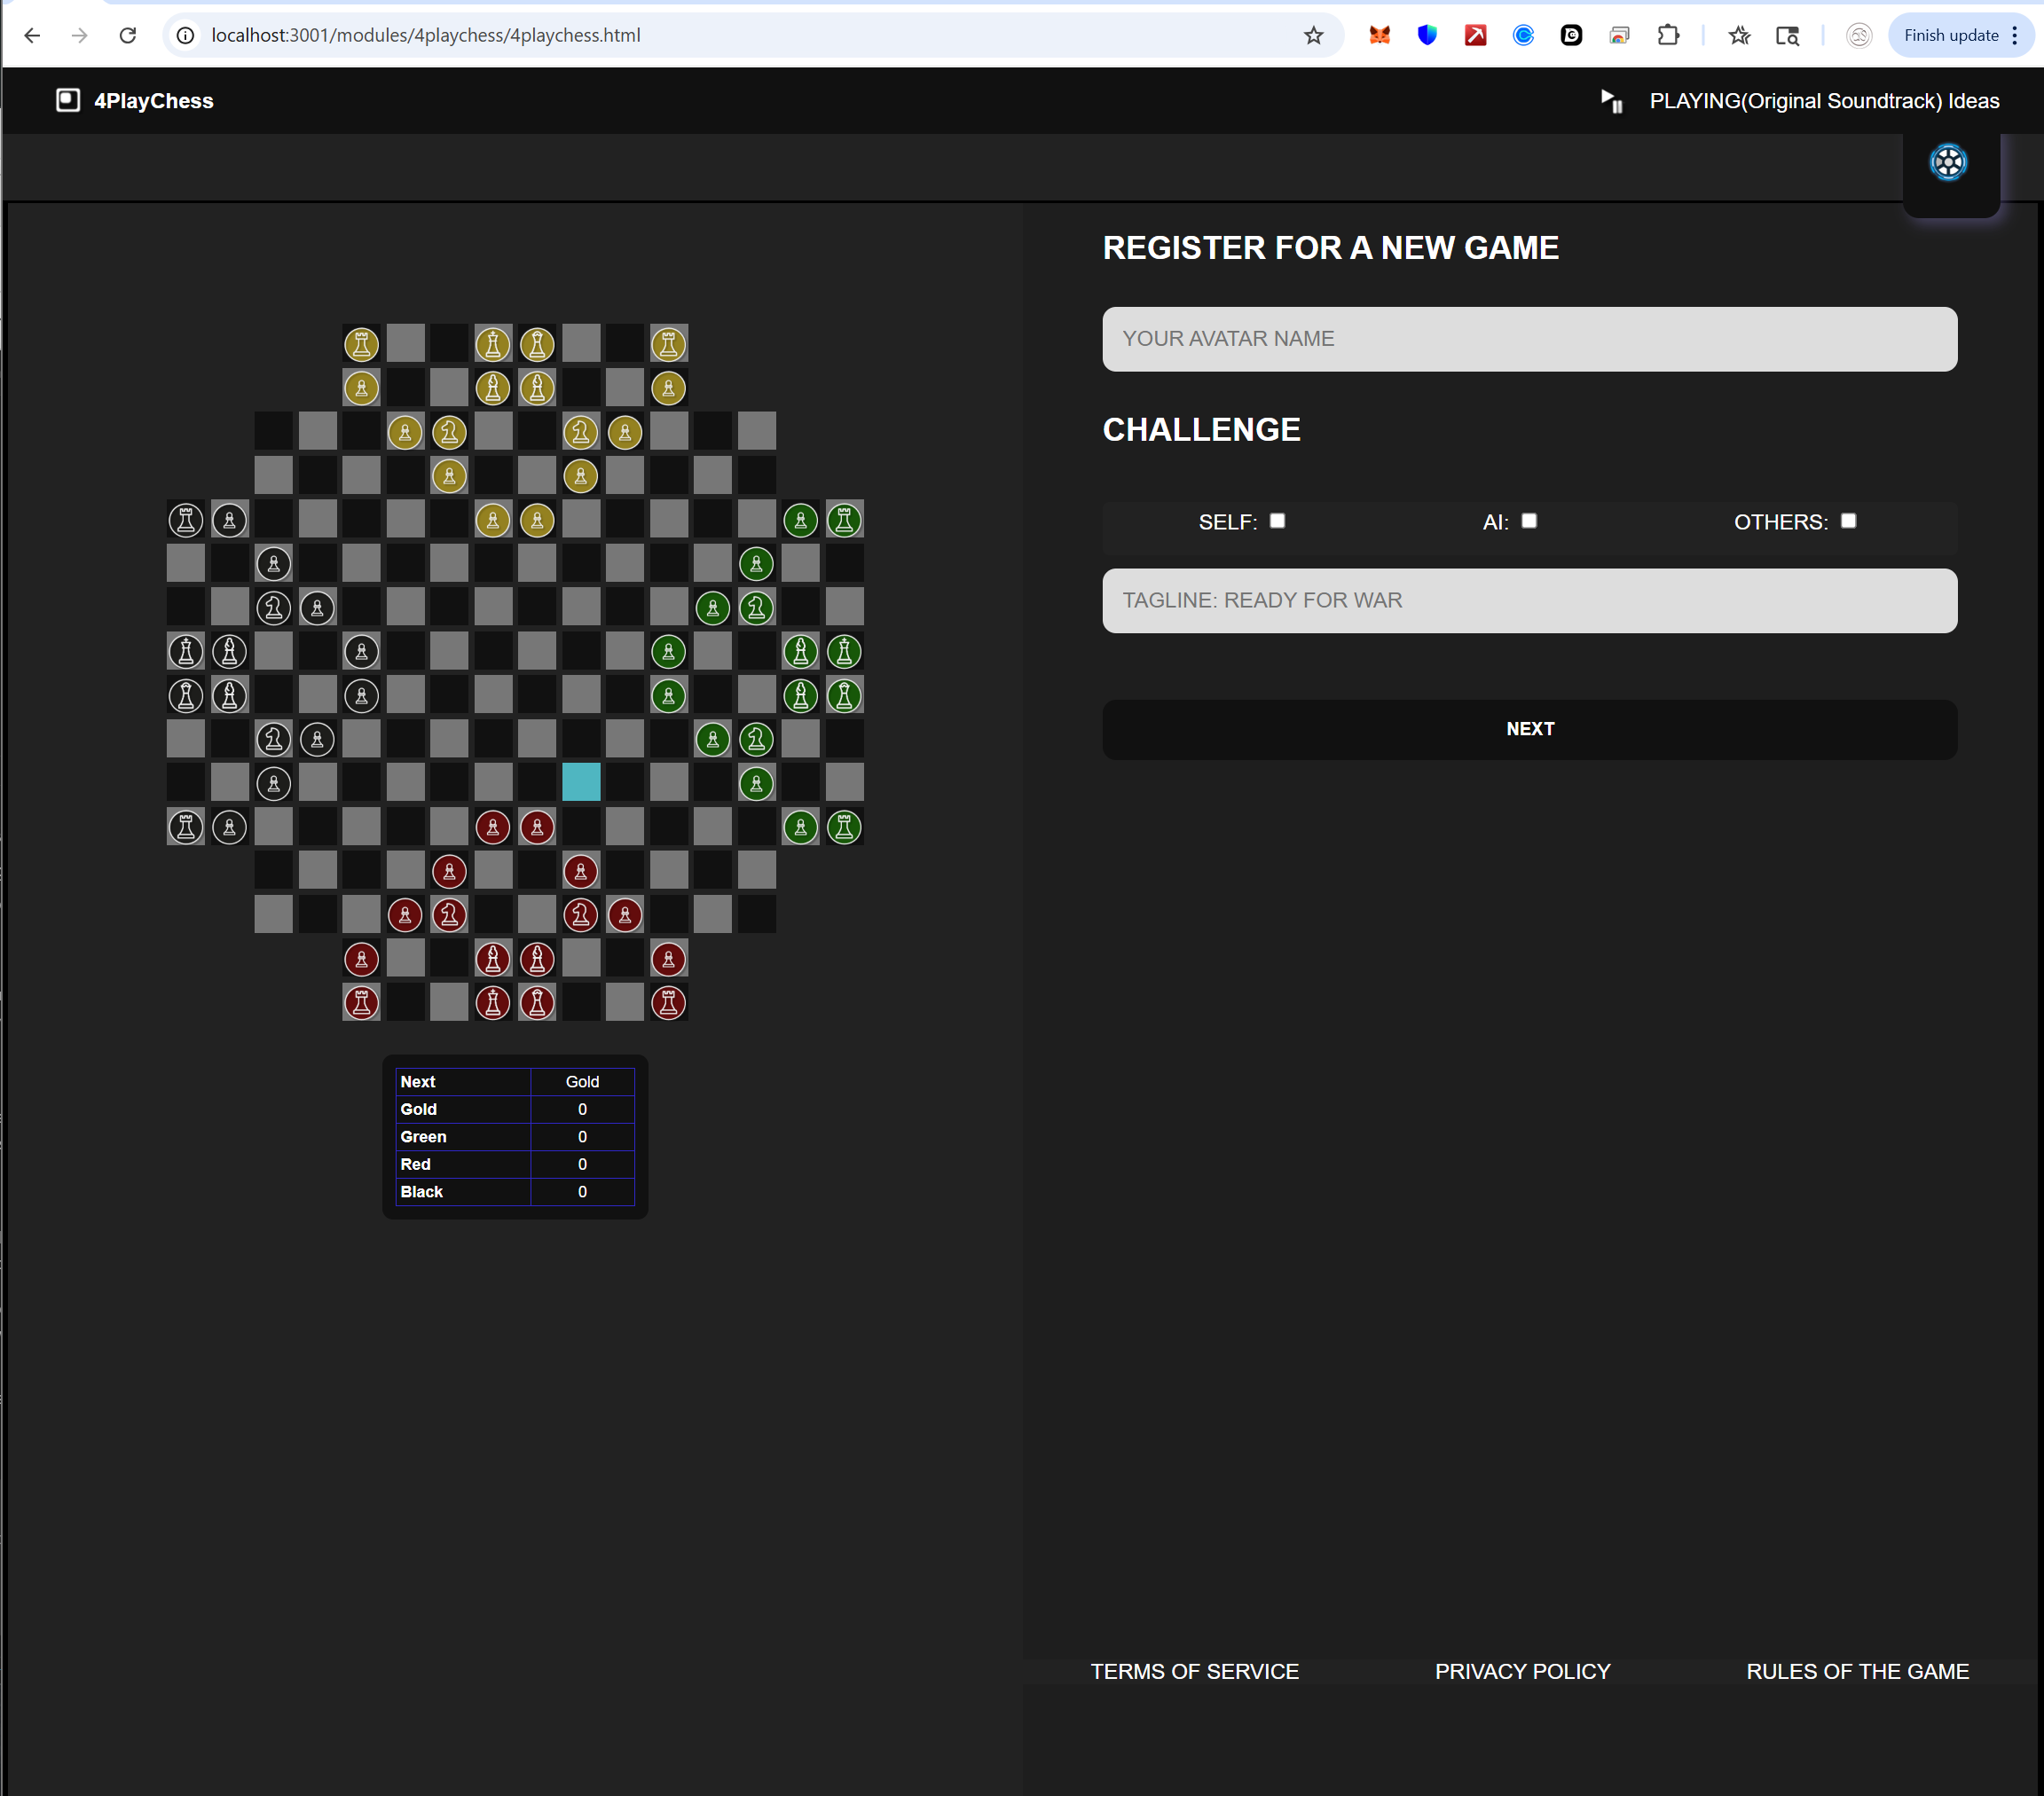 localhost:3001/modules/4playchess/4playchess.html
Finish update
4PlayChess
PLAYING(Original Soundtrack) Ideas
REGISTER FOR A NEW GAME
YOUR AVATAR NAME
CHALLENGE
SELF: AI: OTHERS:
TAGLINE: READY FOR WAR
NEXT
Next Gold
Gold 0
Green 0
Red 0
Black 0
TERMS OF SERVICE PRIVACY POLICY RULES OF THE GAME